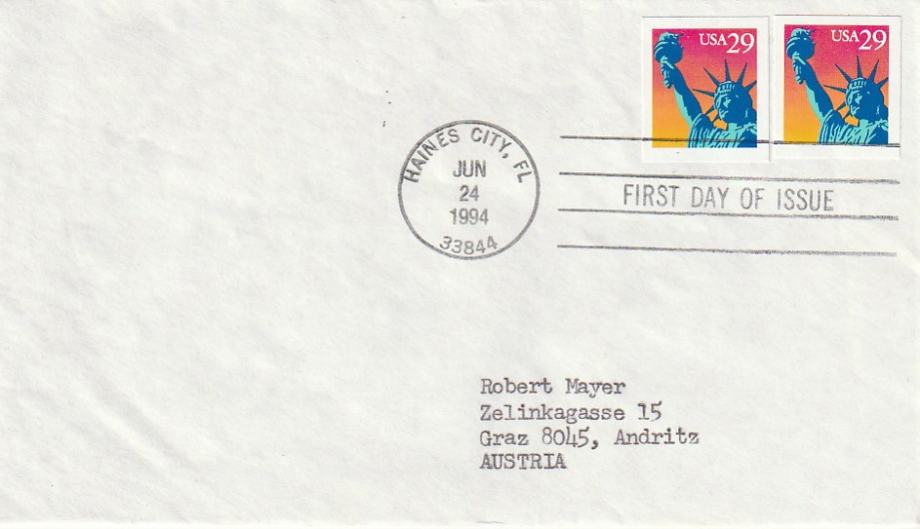 USA29
USA29
HAINES CITY, FL
JUN
24
1994
33844
FIRST DAY OF ISSUE
Robert Mayer
Zelinkagasse 15
Graz 8045, Andritz
AUSTRIA